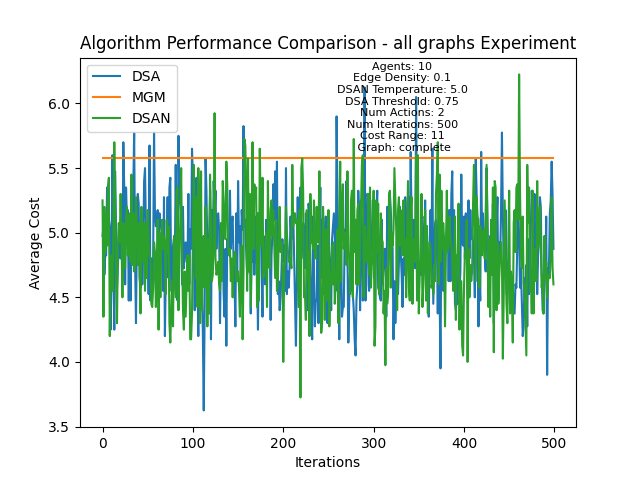 Algorithm Performance Comparison - all graphs Experiment
DSA
MGM
DSAN
Agents: 10
Edge Density: 0.1
DSAN Temperature: 5.0
DSA Threshold: 0.75
Num Actions: 2
Num Iterations: 500
Cost Range: 11
Graph: complete
Average Cost
6.0
5.5
5.0
4.5
4.0
3.5
0
100
200
300
400
500
Iterations